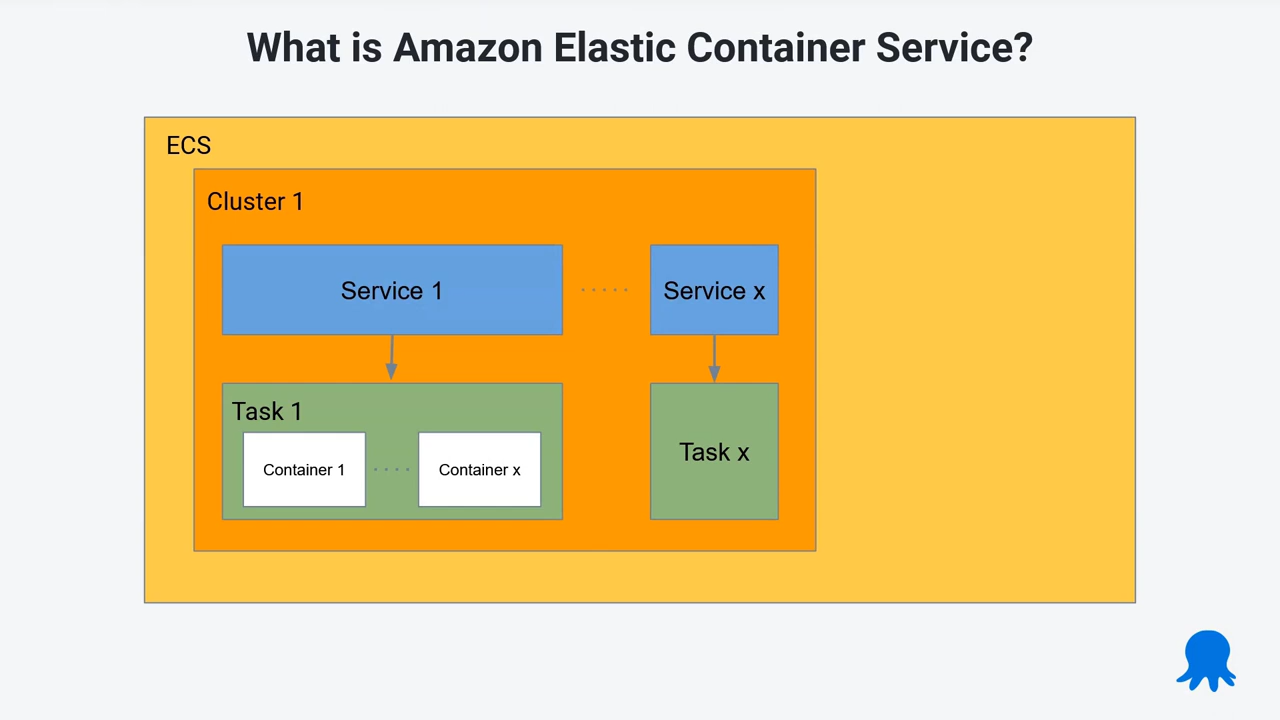 What is Amazon Elastic Container Service?
ECS
Cluster 1
Service 1
Service x
Task 1
Container 1
Container x
Task x